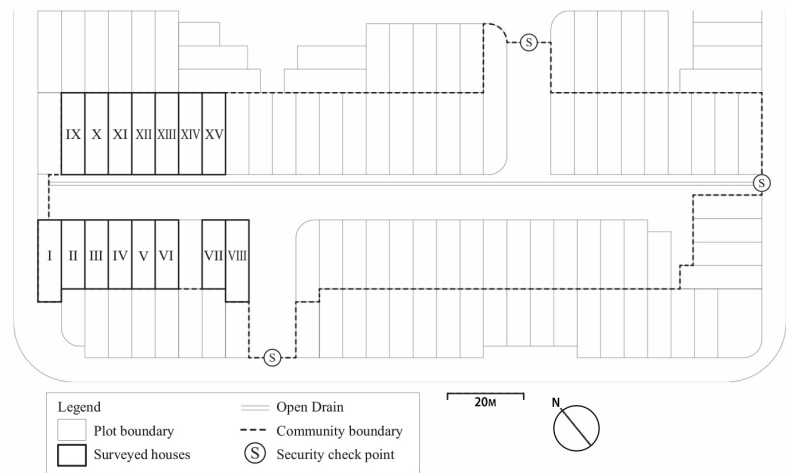 S
IX X XI XII XIII XIV XV
S
I II III IV V VI VII VIII
S
Legend
Plot boundary
Surveyed houses
Open Drain
Community boundary
S Security check point
20M
N